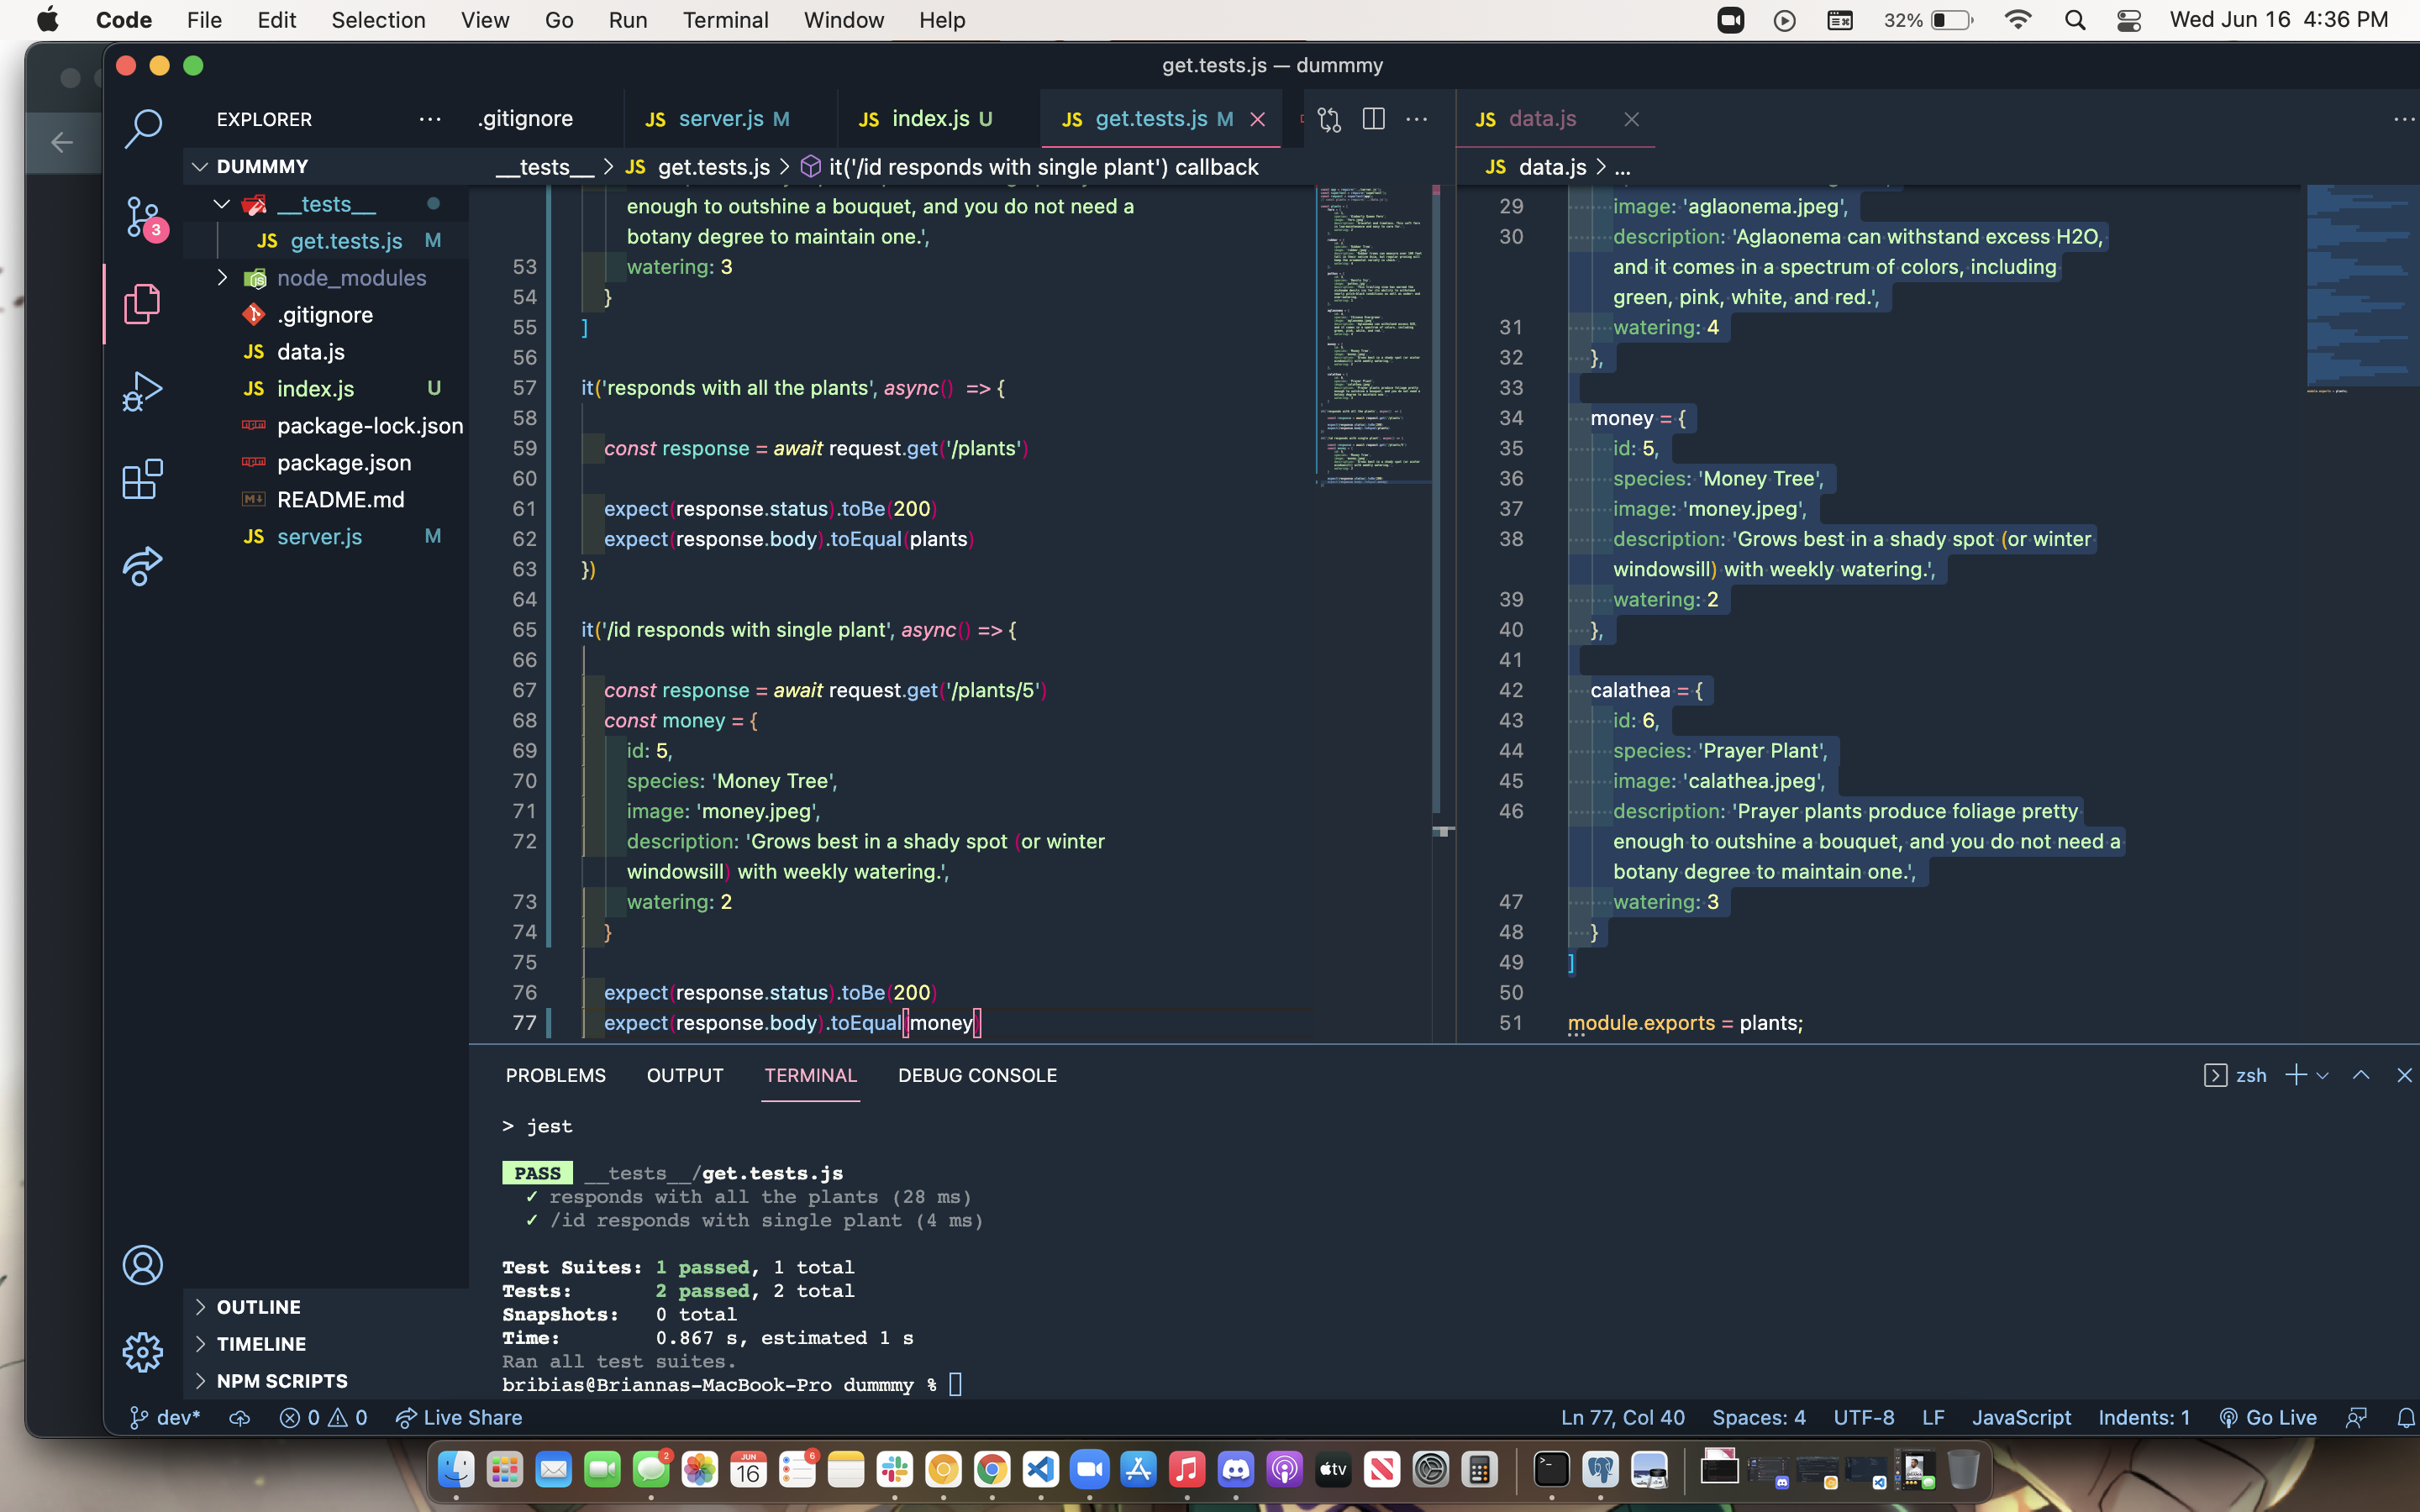 Code File Edit Selection View Go Run Terminal Window Help 32% Wed Jun 16 4:36 PM
get.tests.js — dummmy
EXPLORER
.gitignore
JS server.js M
JS index.js U
JS get.tests.js M
JS data.js
DUMMMY
__tests__ > JS get.tests.js > it('/id responds with single plant') callback
JS data.js > ...
__tests__
JS get.tests.js M
node_modules
.gitignore
JS data.js
JS index.js U
package-lock.json
package.json
README.md
JS server.js M
3
enough to outshine a bouquet, and you do not need a
botany degree to maintain one.',
53 watering: 3
54 }
55 ]
56
57 it('responds with all the plants', async() => {
58
59 const response = await request.get('/plants')
60
61 expect(response.status).toBe(200)
62 expect(response.body).toEqual(plants)
63 })
64
65 it('/id responds with single plant', async() => {
66
67 const response = await request.get('/plants/5')
68 const money = {
69 id: 5,
70 species: 'Money Tree',
71 image: 'money.jpeg',
72 description: 'Grows best in a shady spot (or winter
windowsill) with weekly watering.',
73 watering: 2
74 }
75
76 expect(response.status).toBe(200)
77 expect(response.body).toEqual(money)
29 image: 'aglaonema.jpeg',
30 description: 'Aglaonema can withstand excess H2O,
and it comes in a spectrum of colors, including
green, pink, white, and red.',
31 watering: 4
32 },
33
34 money = {
35 id: 5,
36 species: 'Money Tree',
37 image: 'money.jpeg',
38 description: 'Grows best in a shady spot (or winter
windowsill) with weekly watering.',
39 watering: 2
40 },
41
42 calathea = {
43 id: 6,
44 species: 'Prayer Plant',
45 image: 'calathea.jpeg',
46 description: 'Prayer plants produce foliage pretty
enough to outshine a bouquet, and you do not need a
botany degree to maintain one.',
47 watering: 3
48 }
49 ]
50
51 module.exports = plants;
PROBLEMS OUTPUT TERMINAL DEBUG CONSOLE
zsh
> jest
PASS __tests__/get.tests.js
✓ responds with all the plants (28 ms)
✓ /id responds with single plant (4 ms)
Test Suites: 1 passed, 1 total
Tests: 2 passed, 2 total
Snapshots: 0 total
Time: 0.867 s, estimated 1 s
Ran all test suites.
bribias@Briannas-MacBook-Pro dummmy %
OUTLINE
TIMELINE
NPM SCRIPTS
dev* 0 0 Live Share Ln 77, Col 40 Spaces: 4 UTF-8 LF JavaScript Indents: 1 Go Live
2
JUN
16
6
tv